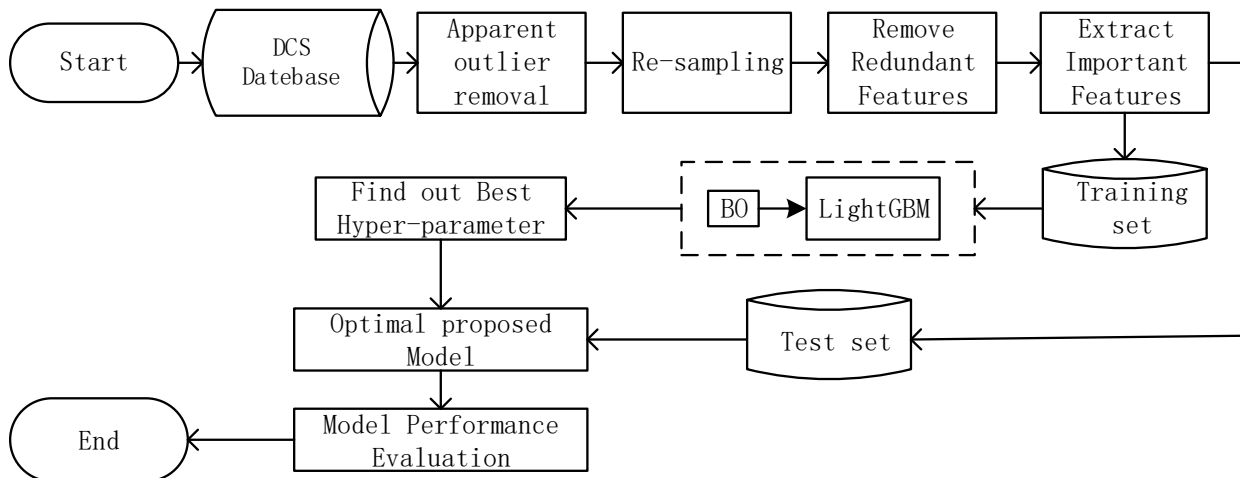 Start
DCS
Datebase
Apparent
outlier
removal
Re-sampling
Remove
Redundant
Features
Extract
Important
Features
Find out Best
Hyper-parameter
BO
LightGBM
Training
set
Optimal proposed
Model
Test set
End
Model Performance
Evaluation